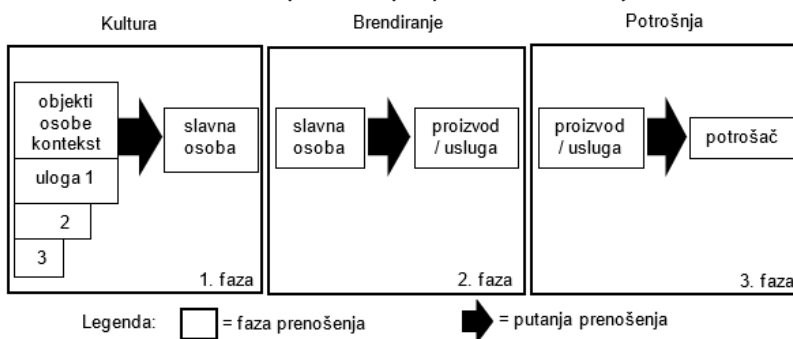 Kultura
Brendiranje
Potrošnja
objekti
osobe
kontekst
uloga 1
2
3
slavna
osoba
1. faza
slavna
osoba
proizvod
/ usluga
2. faza
proizvod
/ usluga
potrošač
3. faza
Legenda:
= faza prenošenja
= putanja prenošenja